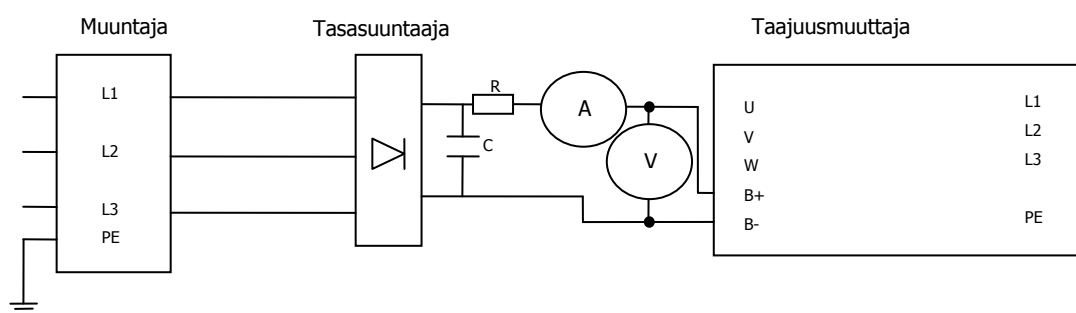 Muuntaja
Tasasuuntaaja
Taajuusmuuttaja
L1
L2
L3
PE
R
C
A
V
U
V
W
B+
B-
L1
L2
L3
PE